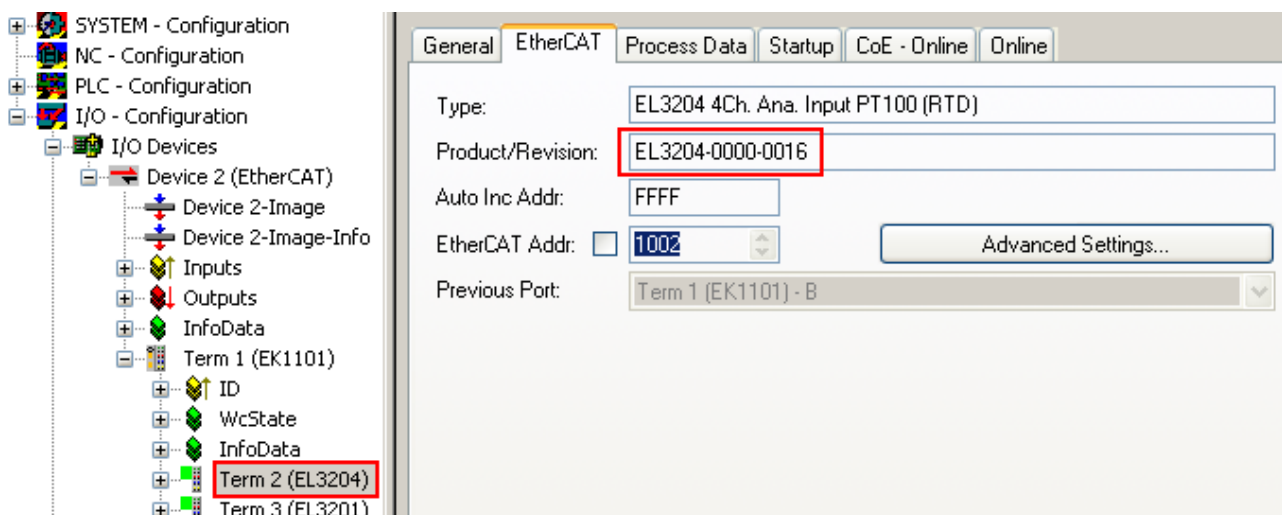 SYSTEM - Configuration
NC - Configuration
PLC - Configuration
I/O - Configuration
I/O Devices
Device 2 (EtherCAT)
Device 2-Image
Device 2-Image-Info
Inputs
Outputs
InfoData
Term 1 (EK1101)
ID
WcState
InfoData
Term 2 (EL3204)
Term 3 (EL3201)
General EtherCAT Process Data Startup CoE - Online Online
Type: EL3204 4Ch. Ana. Input PT100 (RTD)
Product/Revision: EL3204-0000-0016
Auto Inc Addr: FFFF
EtherCAT Addr: 1002 Advanced Settings...
Previous Port: Term 1 (EK1101) - B